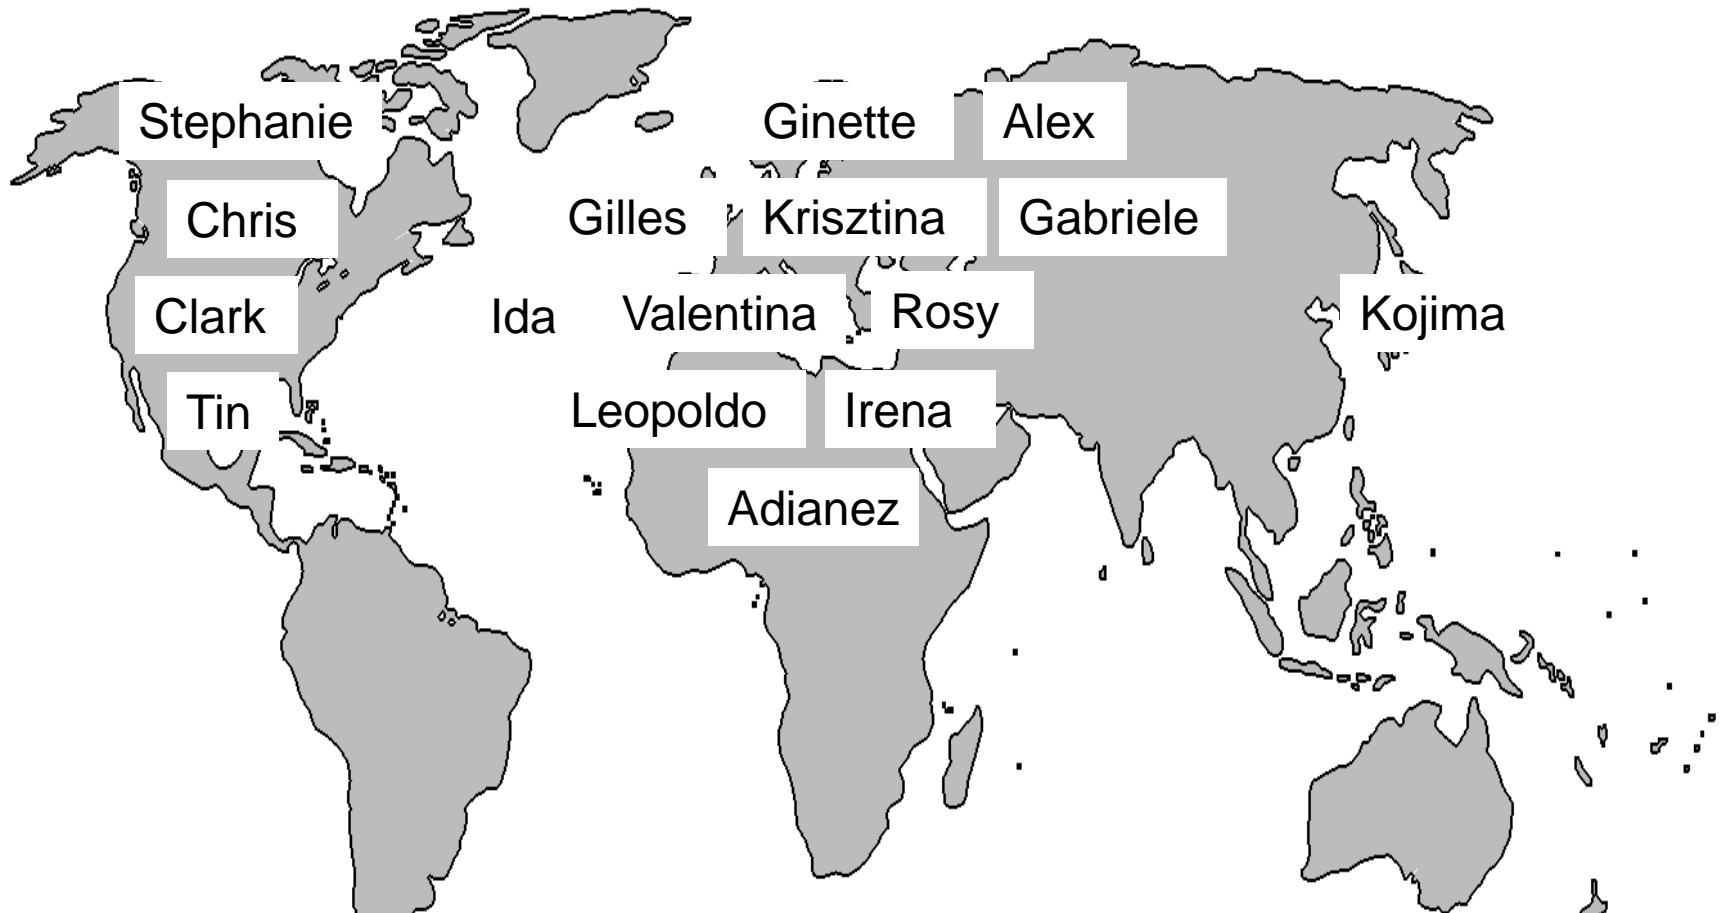 Stephanie
Ginette
Alex
Chris
Gilles
Krisztina
Gabriele
Clark
Ida
Valentina
Rosy
Kojima
Tin
Leopoldo
Irena
Adianez